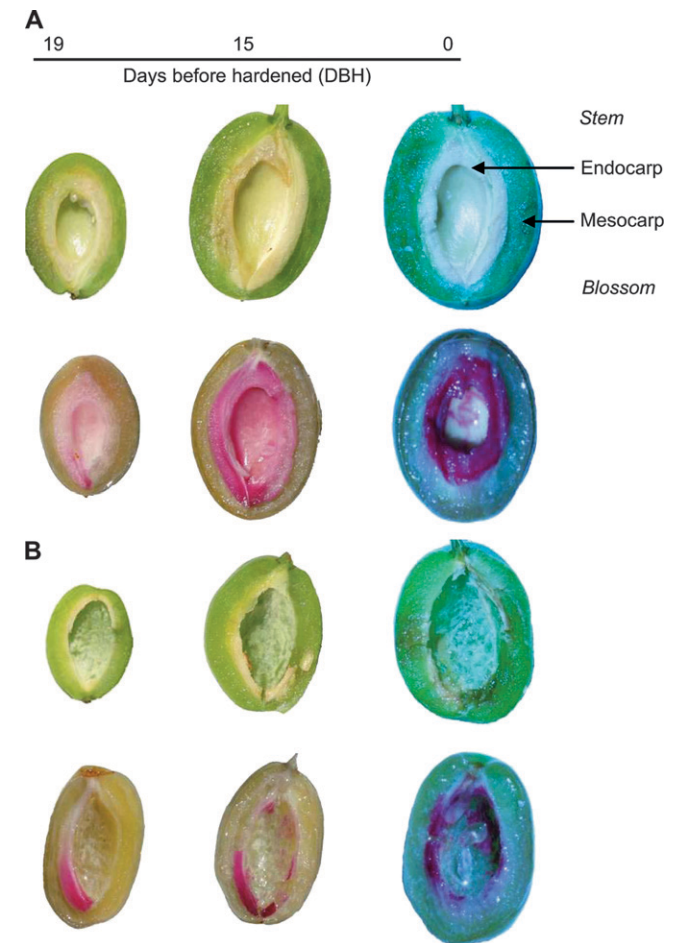 A
19 15 0
Days before hardened (DBH)
Stem
Endocarp
Mesocarp
Blossom
B